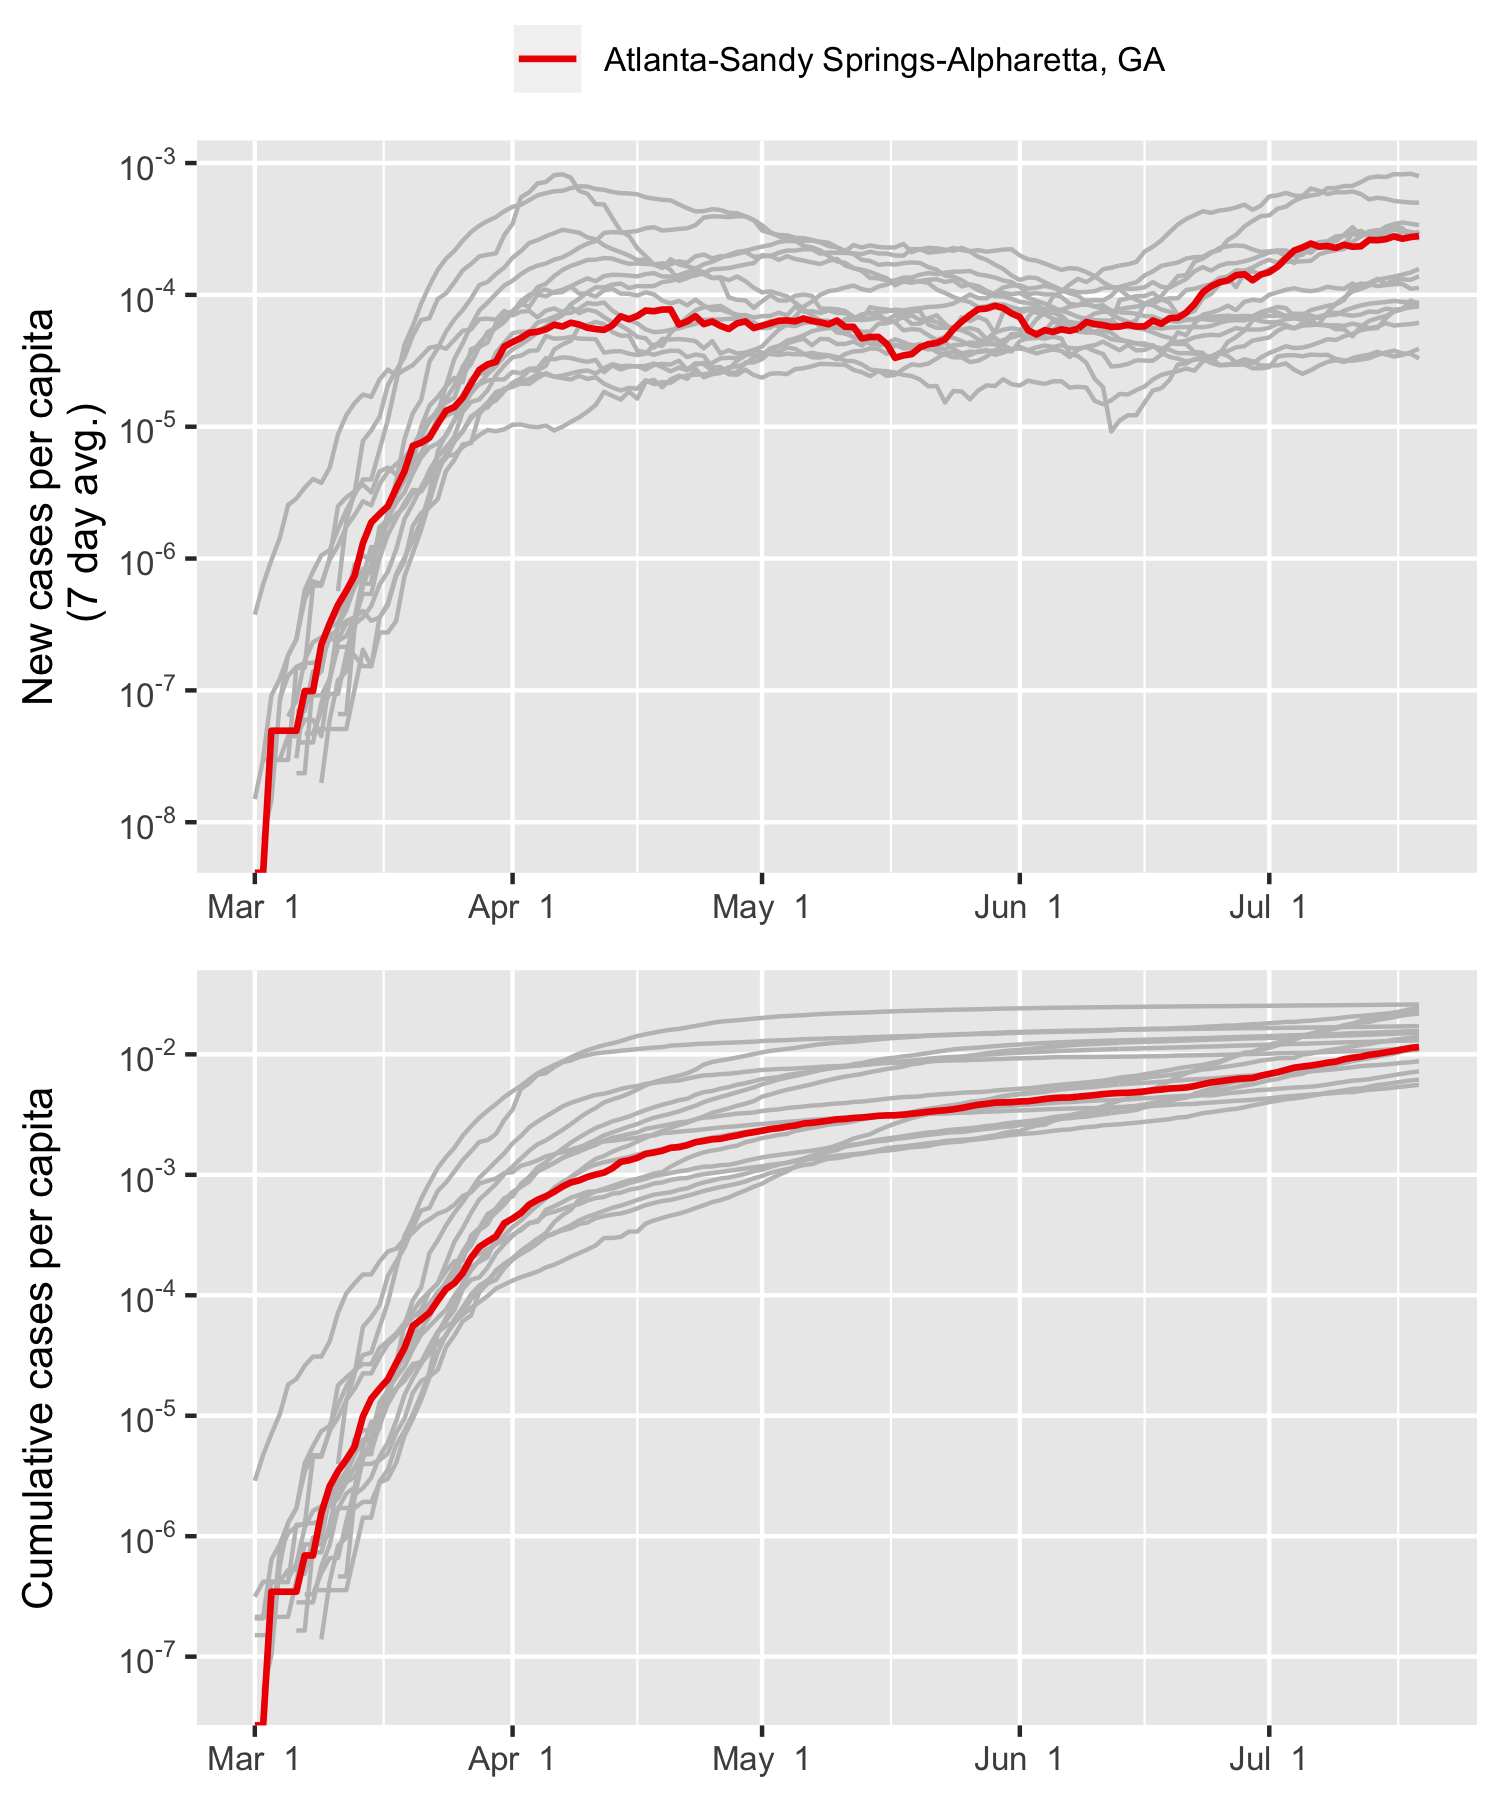 Atlanta-Sandy Springs-Alpharetta, GA
New cases per capita
(7 day avg.)
10-3
10-4
10-5
10-6
10-7
10-8
Mar 1
Apr 1
May 1
Jun 1
Jul 1
Cumulative cases per capita
10-2
10-3
10-4
10-5
10-6
10-7
Mar 1
Apr 1
May 1
Jun 1
Jul 1